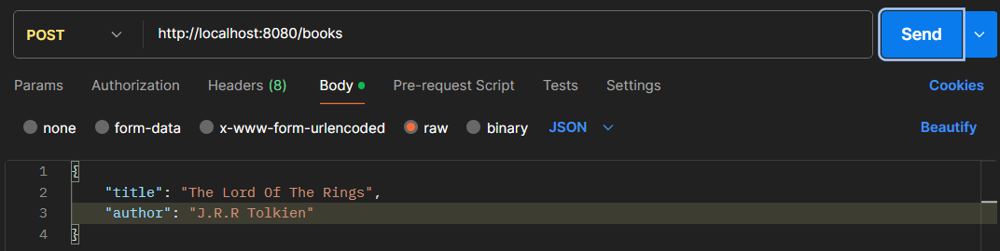 POST http://localhost:8080/books Send
Params Authorization Headers (8) Body Pre-request Script Tests Settings Cookies
none form-data x-www-form-urlencoded raw binary JSON Beautify
1 {
2 "title": "The Lord Of The Rings",
3 "author": "J.R.R Tolkien"
4 }